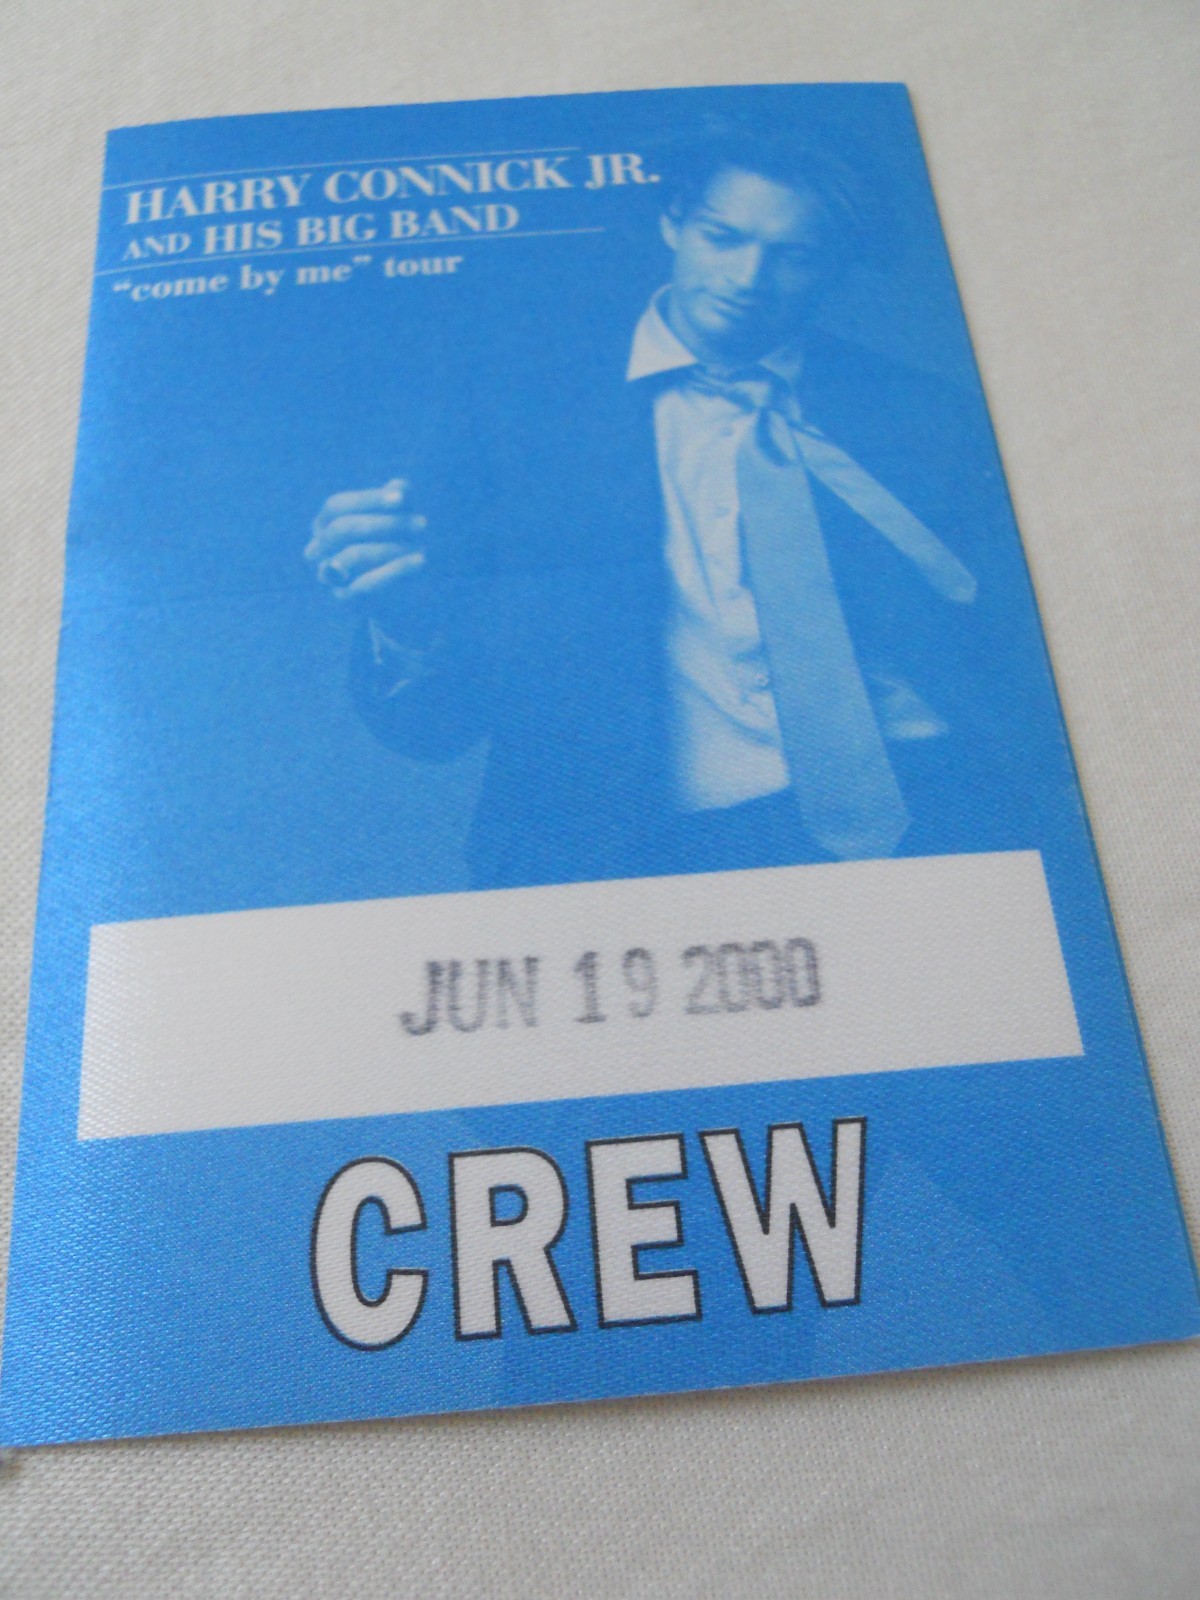 HARRY CONNICK JR.
AND HIS BIG BAND
“come by me” tour
JUN 19 2000
CREW